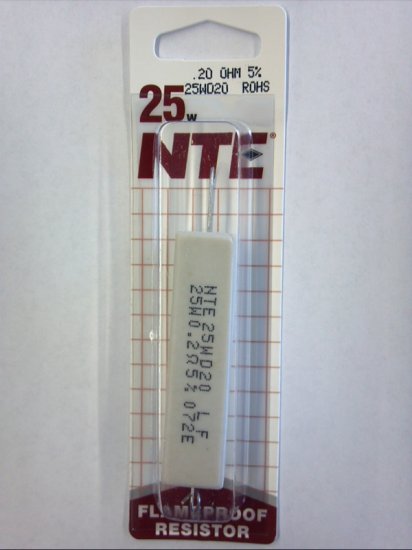 .20 OHM 5%
25WD20 ROHS
25W
NTE®
NTE 25WD20 LF
25W0.2Ω5% 072E
FLAMEPROOF
RESISTOR